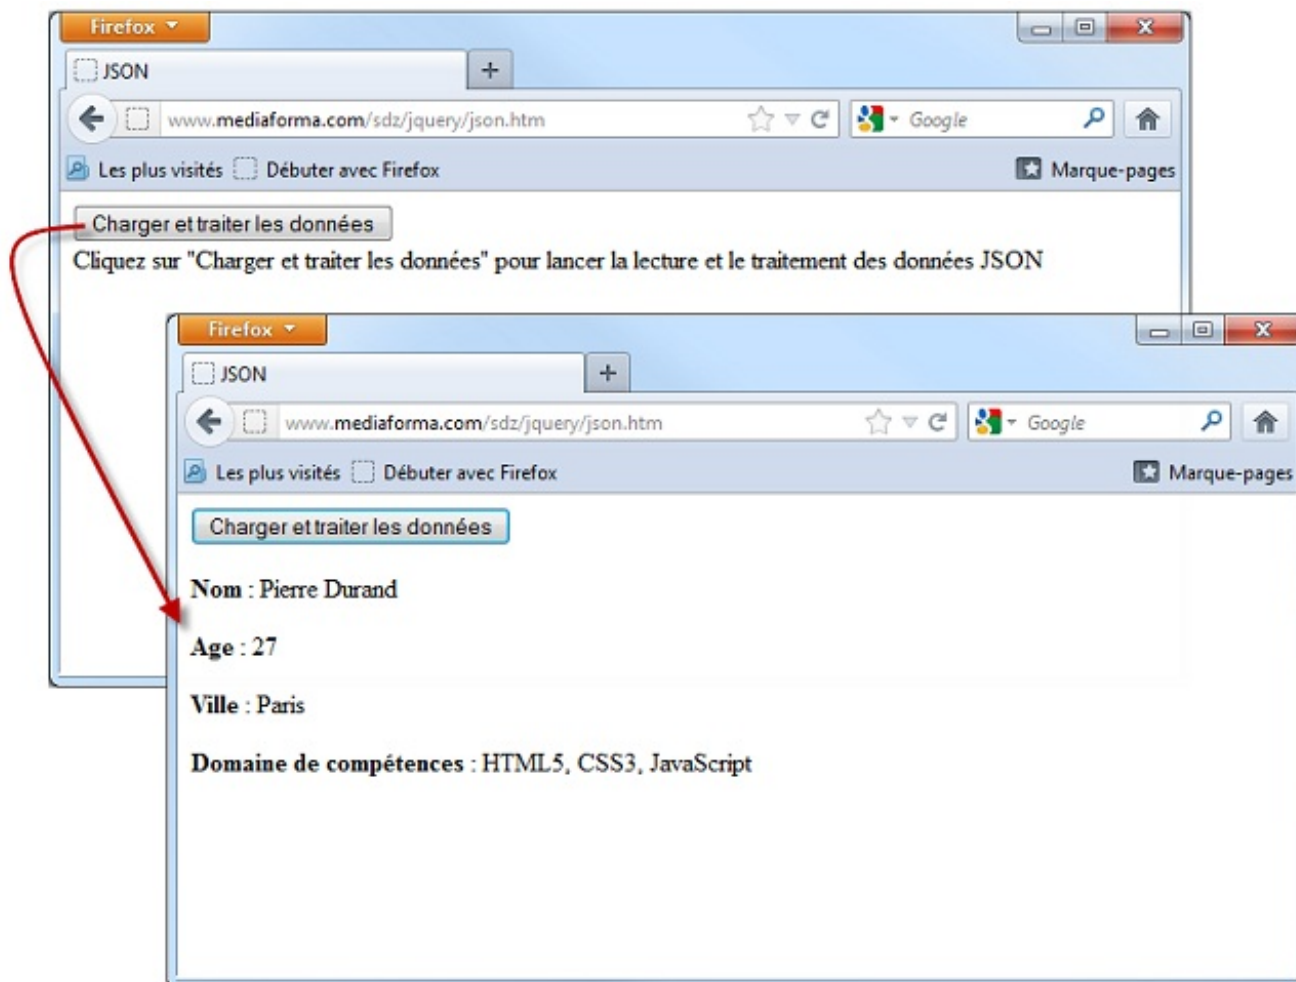 Firefox
JSON
www.mediaforma.com/sdz/jquery/json.htm
Google
Les plus visités
Débuter avec Firefox
Marque-pages
Charger et traiter les données
Cliquez sur "Charger et traiter les données" pour lancer la lecture et le traitement des données JSON
Firefox
JSON
www.mediaforma.com/sdz/jquery/json.htm
Google
Les plus visités
Débuter avec Firefox
Marque-pages
Charger et traiter les données
Nom : Pierre Durand
Age : 27
Ville : Paris
Domaine de compétences : HTML5, CSS3, JavaScript